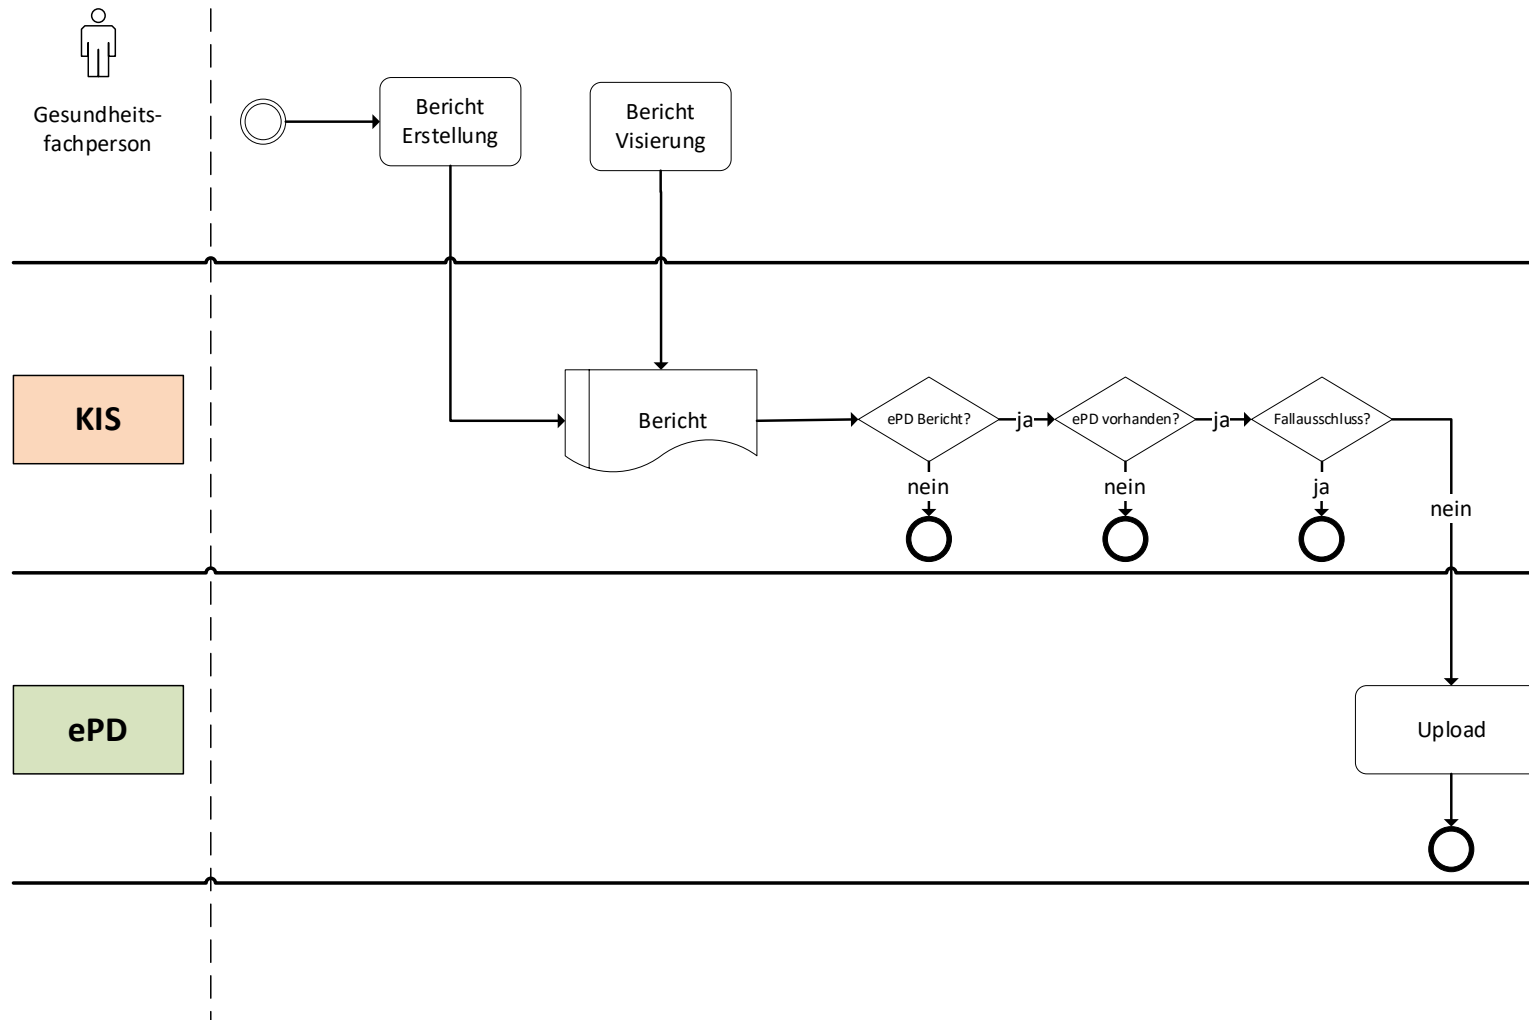 Gesundheits-
fachperson
Bericht
Erstellung
Bericht
Visierung
KIS
Bericht
ePD Bericht?
ja
ePD vorhanden?
ja
Fallausschluss?
nein
nein
ja
nein
ePD
Upload